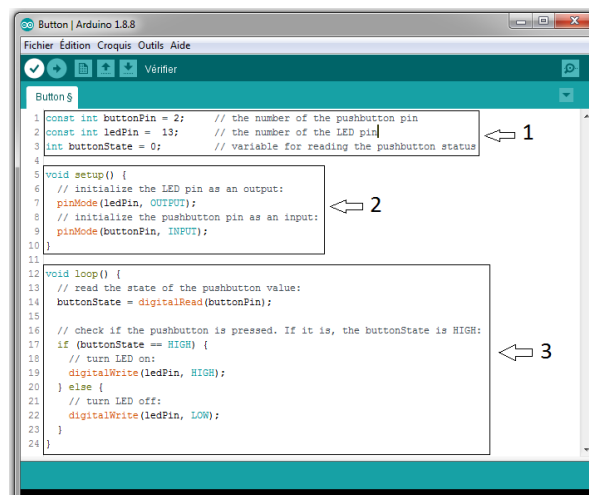 Button | Arduino 1.8.8
Fichier Édition Croquis Outils Aide
Vérifier
Button §
1 const int buttonPin = 2;     // the number of the pushbutton pin
2 const int ledPin =  13;      // the number of the LED pin
3 int buttonState = 0;         // variable for reading the pushbutton status
1
4
5 void setup() {
6   // initialize the LED pin as an output:
7   pinMode(ledPin, OUTPUT);
2
8   // initialize the pushbutton pin as an input:
9   pinMode(buttonPin, INPUT);
10 }
11
12 void loop() {
13   // read the state of the pushbutton value:
14   buttonState = digitalRead(buttonPin);
15
16   // check if the pushbutton is pressed. If it is, the buttonState is HIGH:
17   if (buttonState == HIGH) {
3
18     // turn LED on:
19     digitalWrite(ledPin, HIGH);
20   } else {
21     // turn LED off:
22     digitalWrite(ledPin, LOW);
23   }
24 }